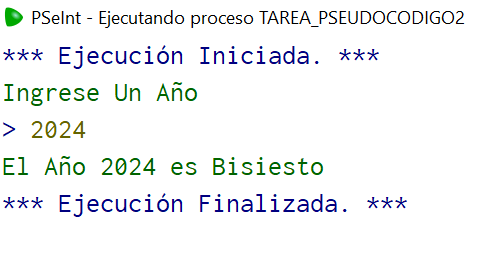 PSeInt - Ejecutando proceso TAREA_PSEUDOCODIGO2
*** Ejecución Iniciada. ***
Ingrese Un Año
> 2024
El Año 2024 es Bisiesto
*** Ejecución Finalizada. ***